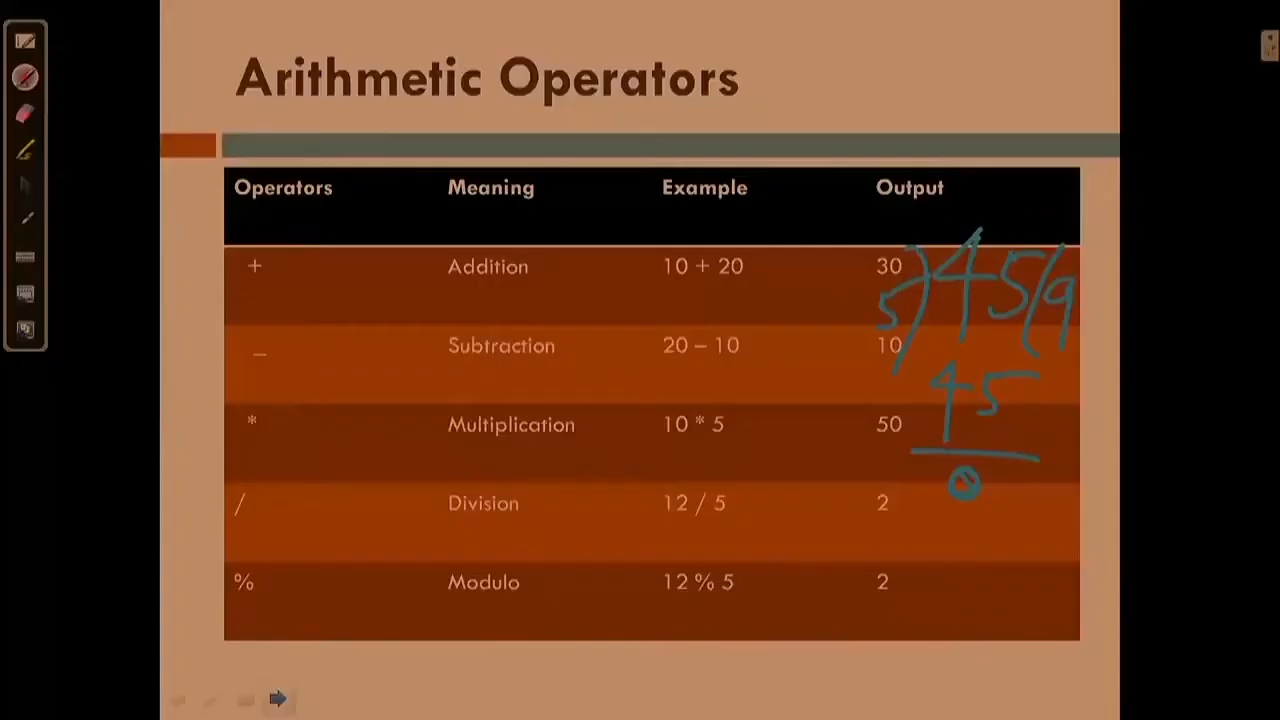 Arithmetic Operators
Operators Meaning Example Output
+ Addition 10 + 20 30
– Subtraction 20 – 10 10
* Multiplication 10 * 5 50
/ Division 12 / 5 2
% Modulo 12 % 5 2
5)45(9
45
0